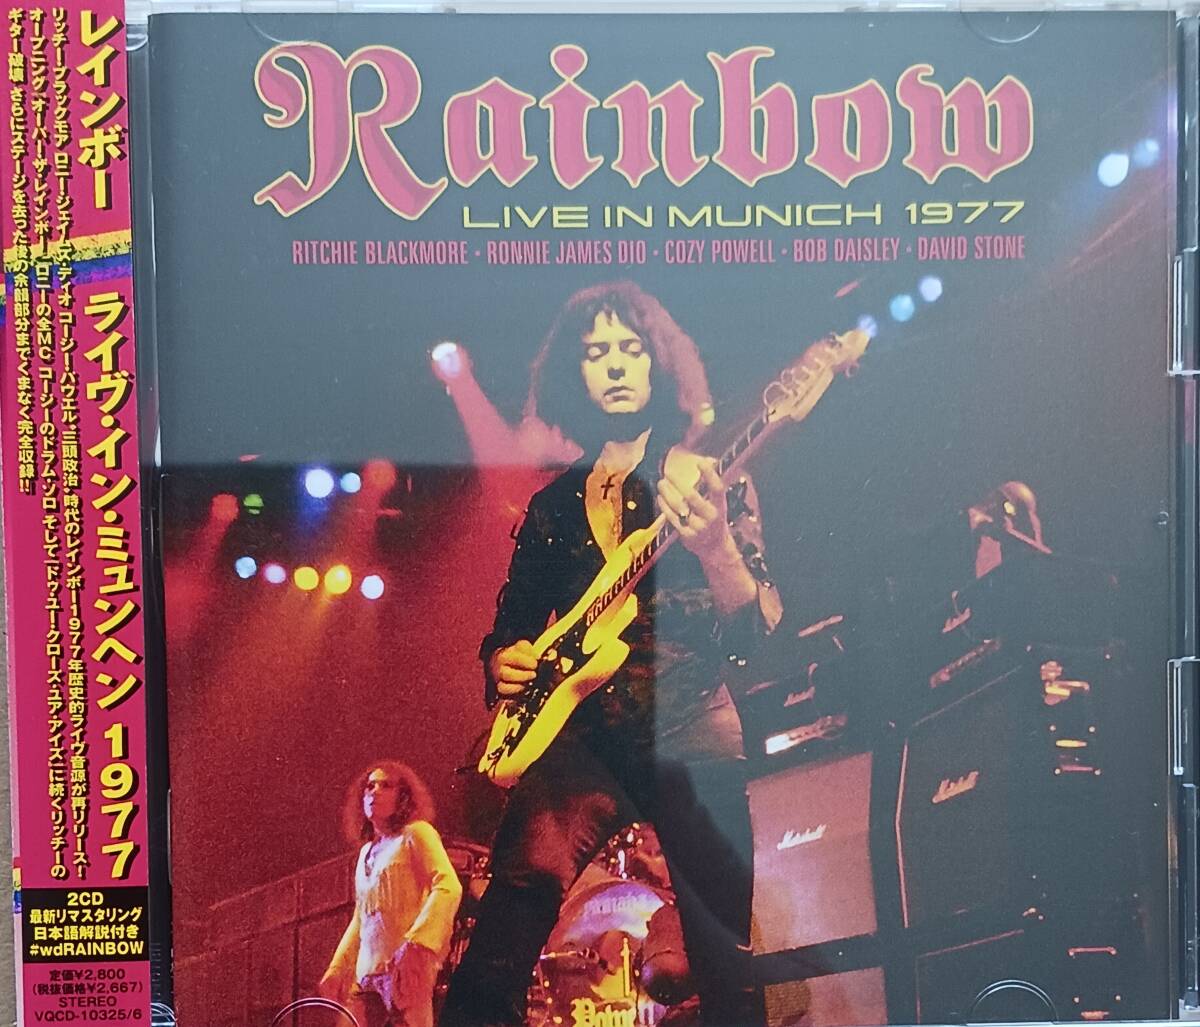 レインボー ライヴ・イン・ミュンヘン 1977
リッチー・ブラックモア、ロニー・ジェイムズ・ディオ、コージー・パウエル、"三頭政治"時代のレインボー1977年歴史的ライヴ音源が再リリース!
オープニング「オーバー・ザ・レインボー」、ロニーの全MC、コージーのドラム・ソロ、そして「ドゥ・ユー・クローズ・ユア・アイズ」に続くリッチーの
ギター破壊、さらにステージを去った後の余韻部分までくまなく完全収録!!
2CD
最新リマスタリング
日本語解説付き
#wdRAINBOW
定価¥2,800
(税抜価格¥2,667)
STEREO
VQCD-10325/6
Rainbow
LIVE IN MUNICH 1977
RITCHIE BLACKMORE • RONNIE JAMES DIO • COZY POWELL • BOB DAISLEY • DAVID STONE
Marshall
Marshall